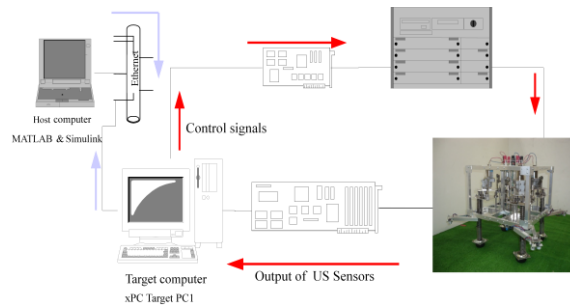 Ethernet
Host computer
MATLAB & Simulink
Control signals
Target computer
xPC Target PC1
Output of US Sensors